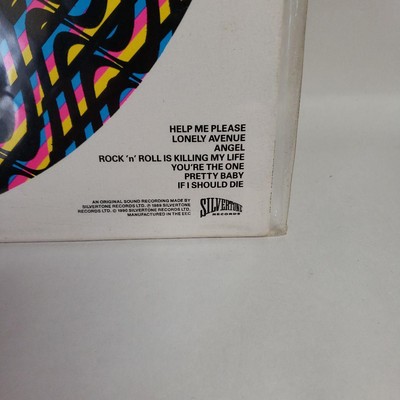 HELP ME PLEASE
LONELY AVENUE
ANGEL
ROCK 'n' ROLL IS KILLING MY LIFE
YOU'RE THE ONE
PRETTY BABY
IF I SHOULD DIE
AN ORIGINAL SOUND RECORDING MADE BY
SILVERTONE RECORDS LTD. ℗ 1989 SILVERTONE
RECORDS LTD. © 1990 SILVERTONE RECORDS LTD.
MANUFACTURED IN THE EEC
SILVERTONE
RECORDS